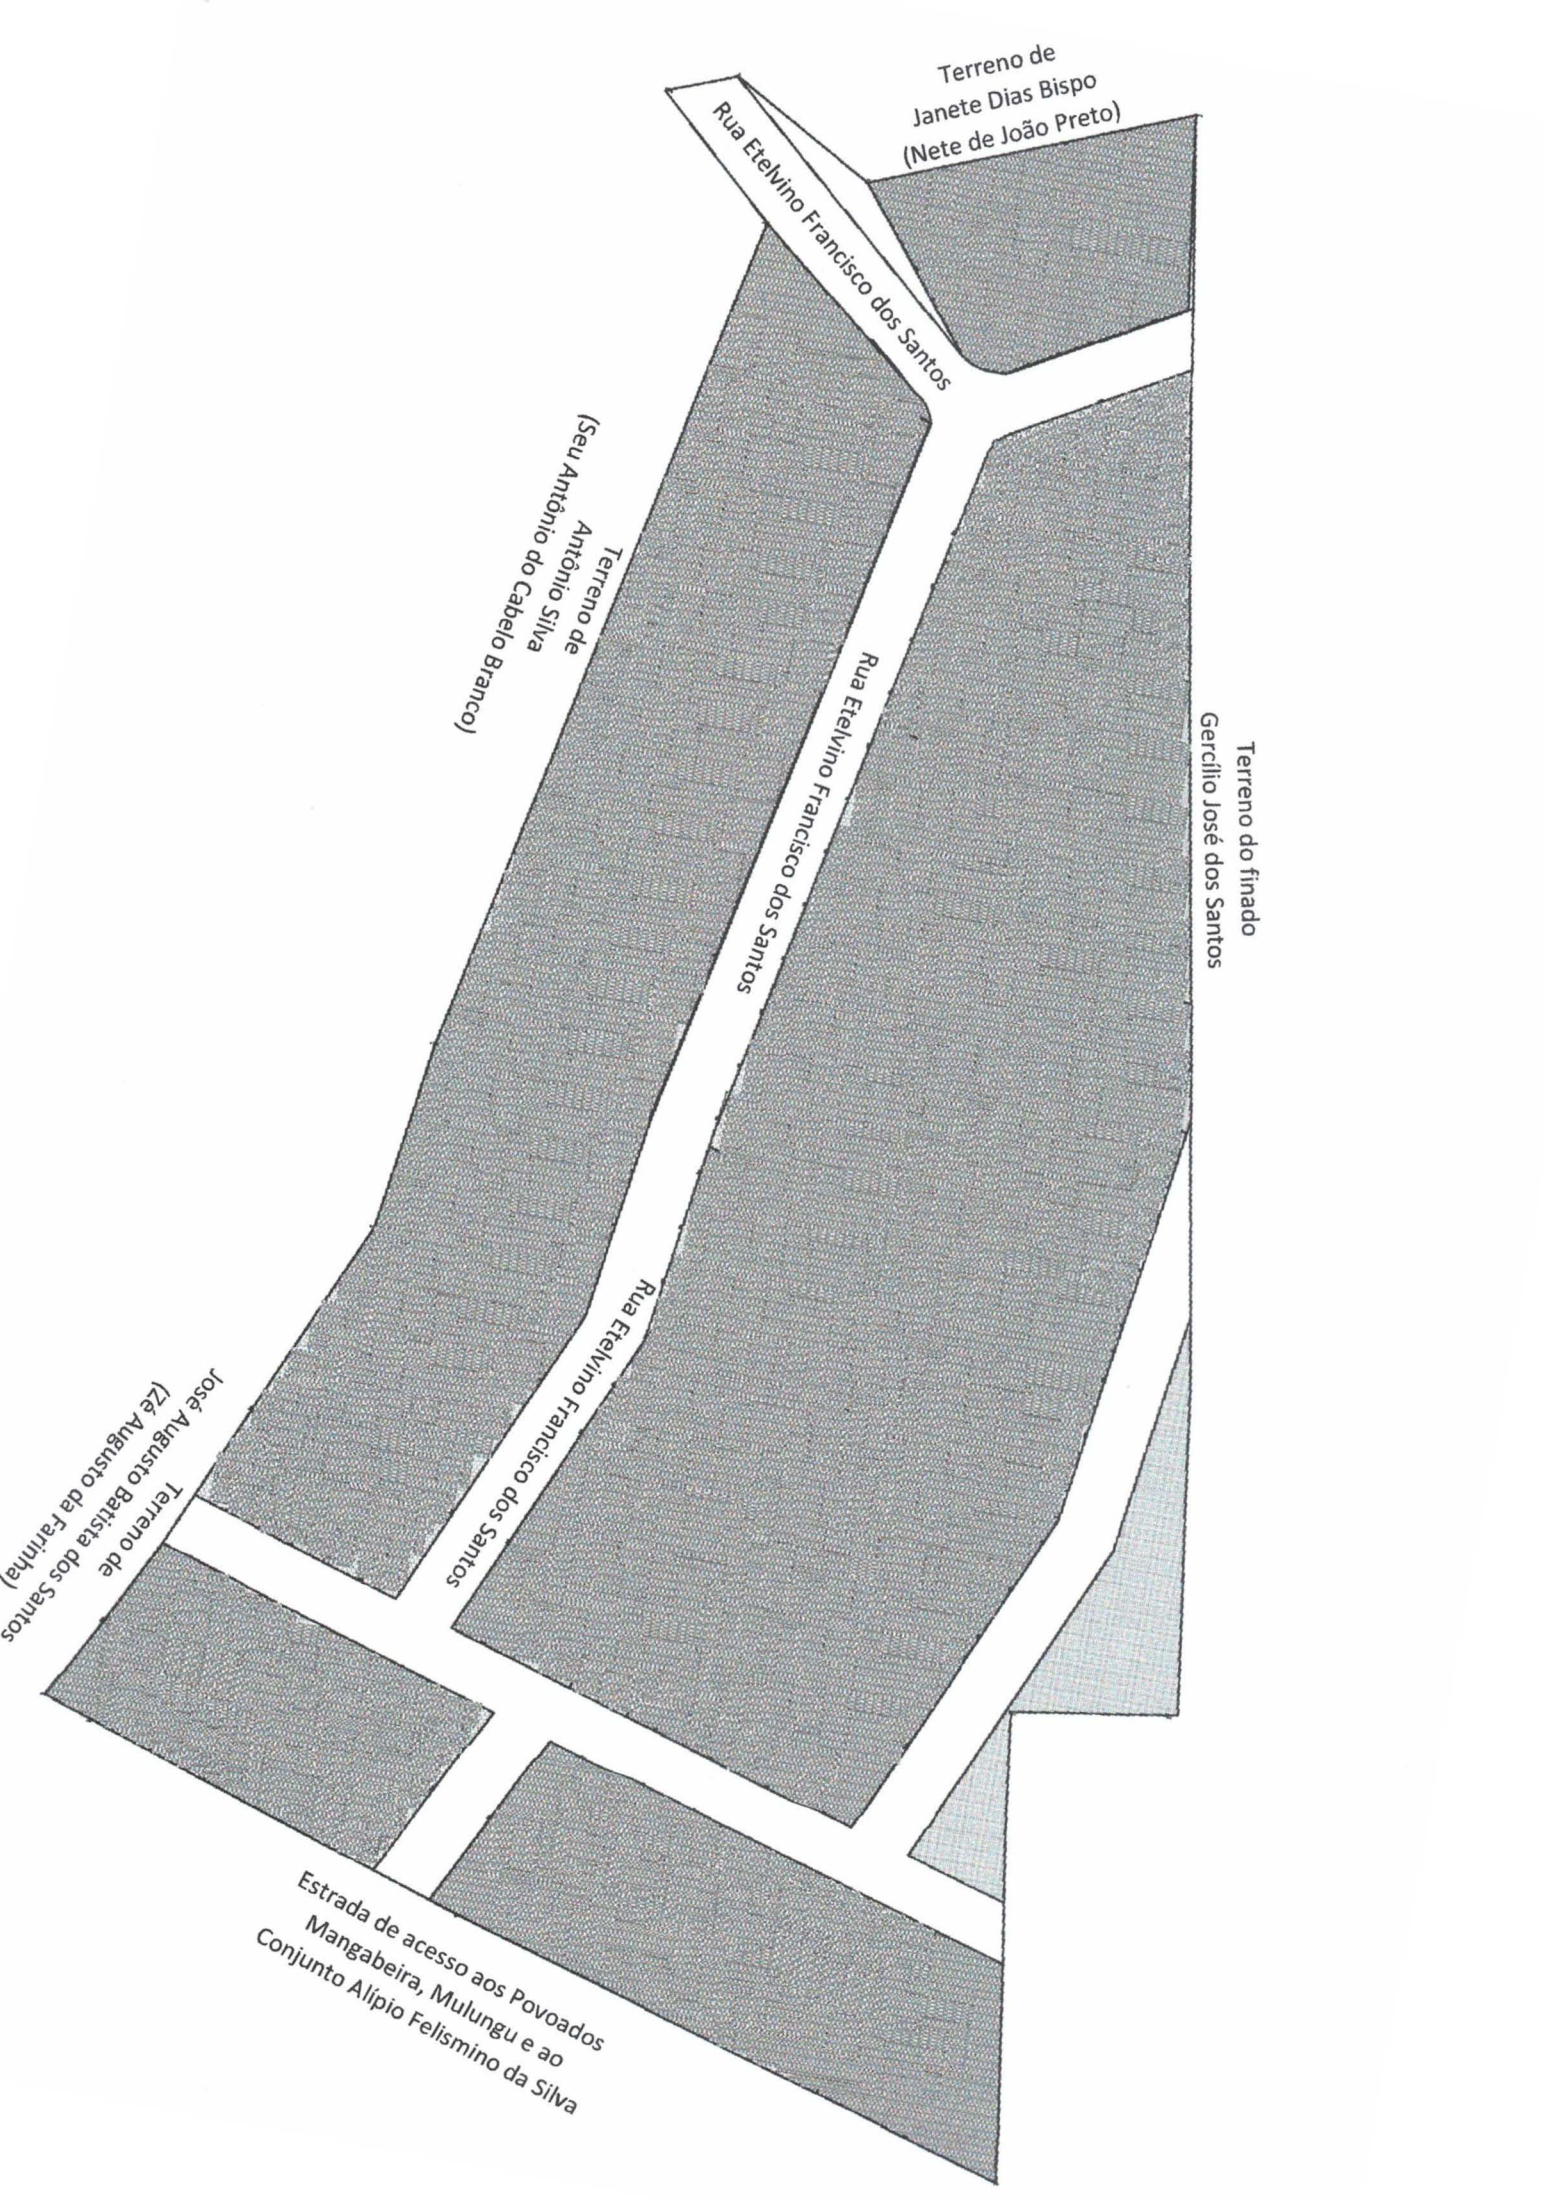 Terreno de
Janete Dias Bispo
(Nete de João Preto)
Rua Etelvino Francisco dos Santos
Terreno de
Antônio Silva
(Seu Antônio do Cabelo Branco)
Rua Etelvino Francisco dos Santos
Terreno do finado
Gercílio José dos Santos
Rua Etelvino Francisco dos Santos
Terreno de
José Augusto Batista dos Santos
(Zé Augusto da Farinha)
Estrada de acesso aos Povoados
Mangabeira, Mulungu e ao
Conjunto Alípio Felismino da Silva